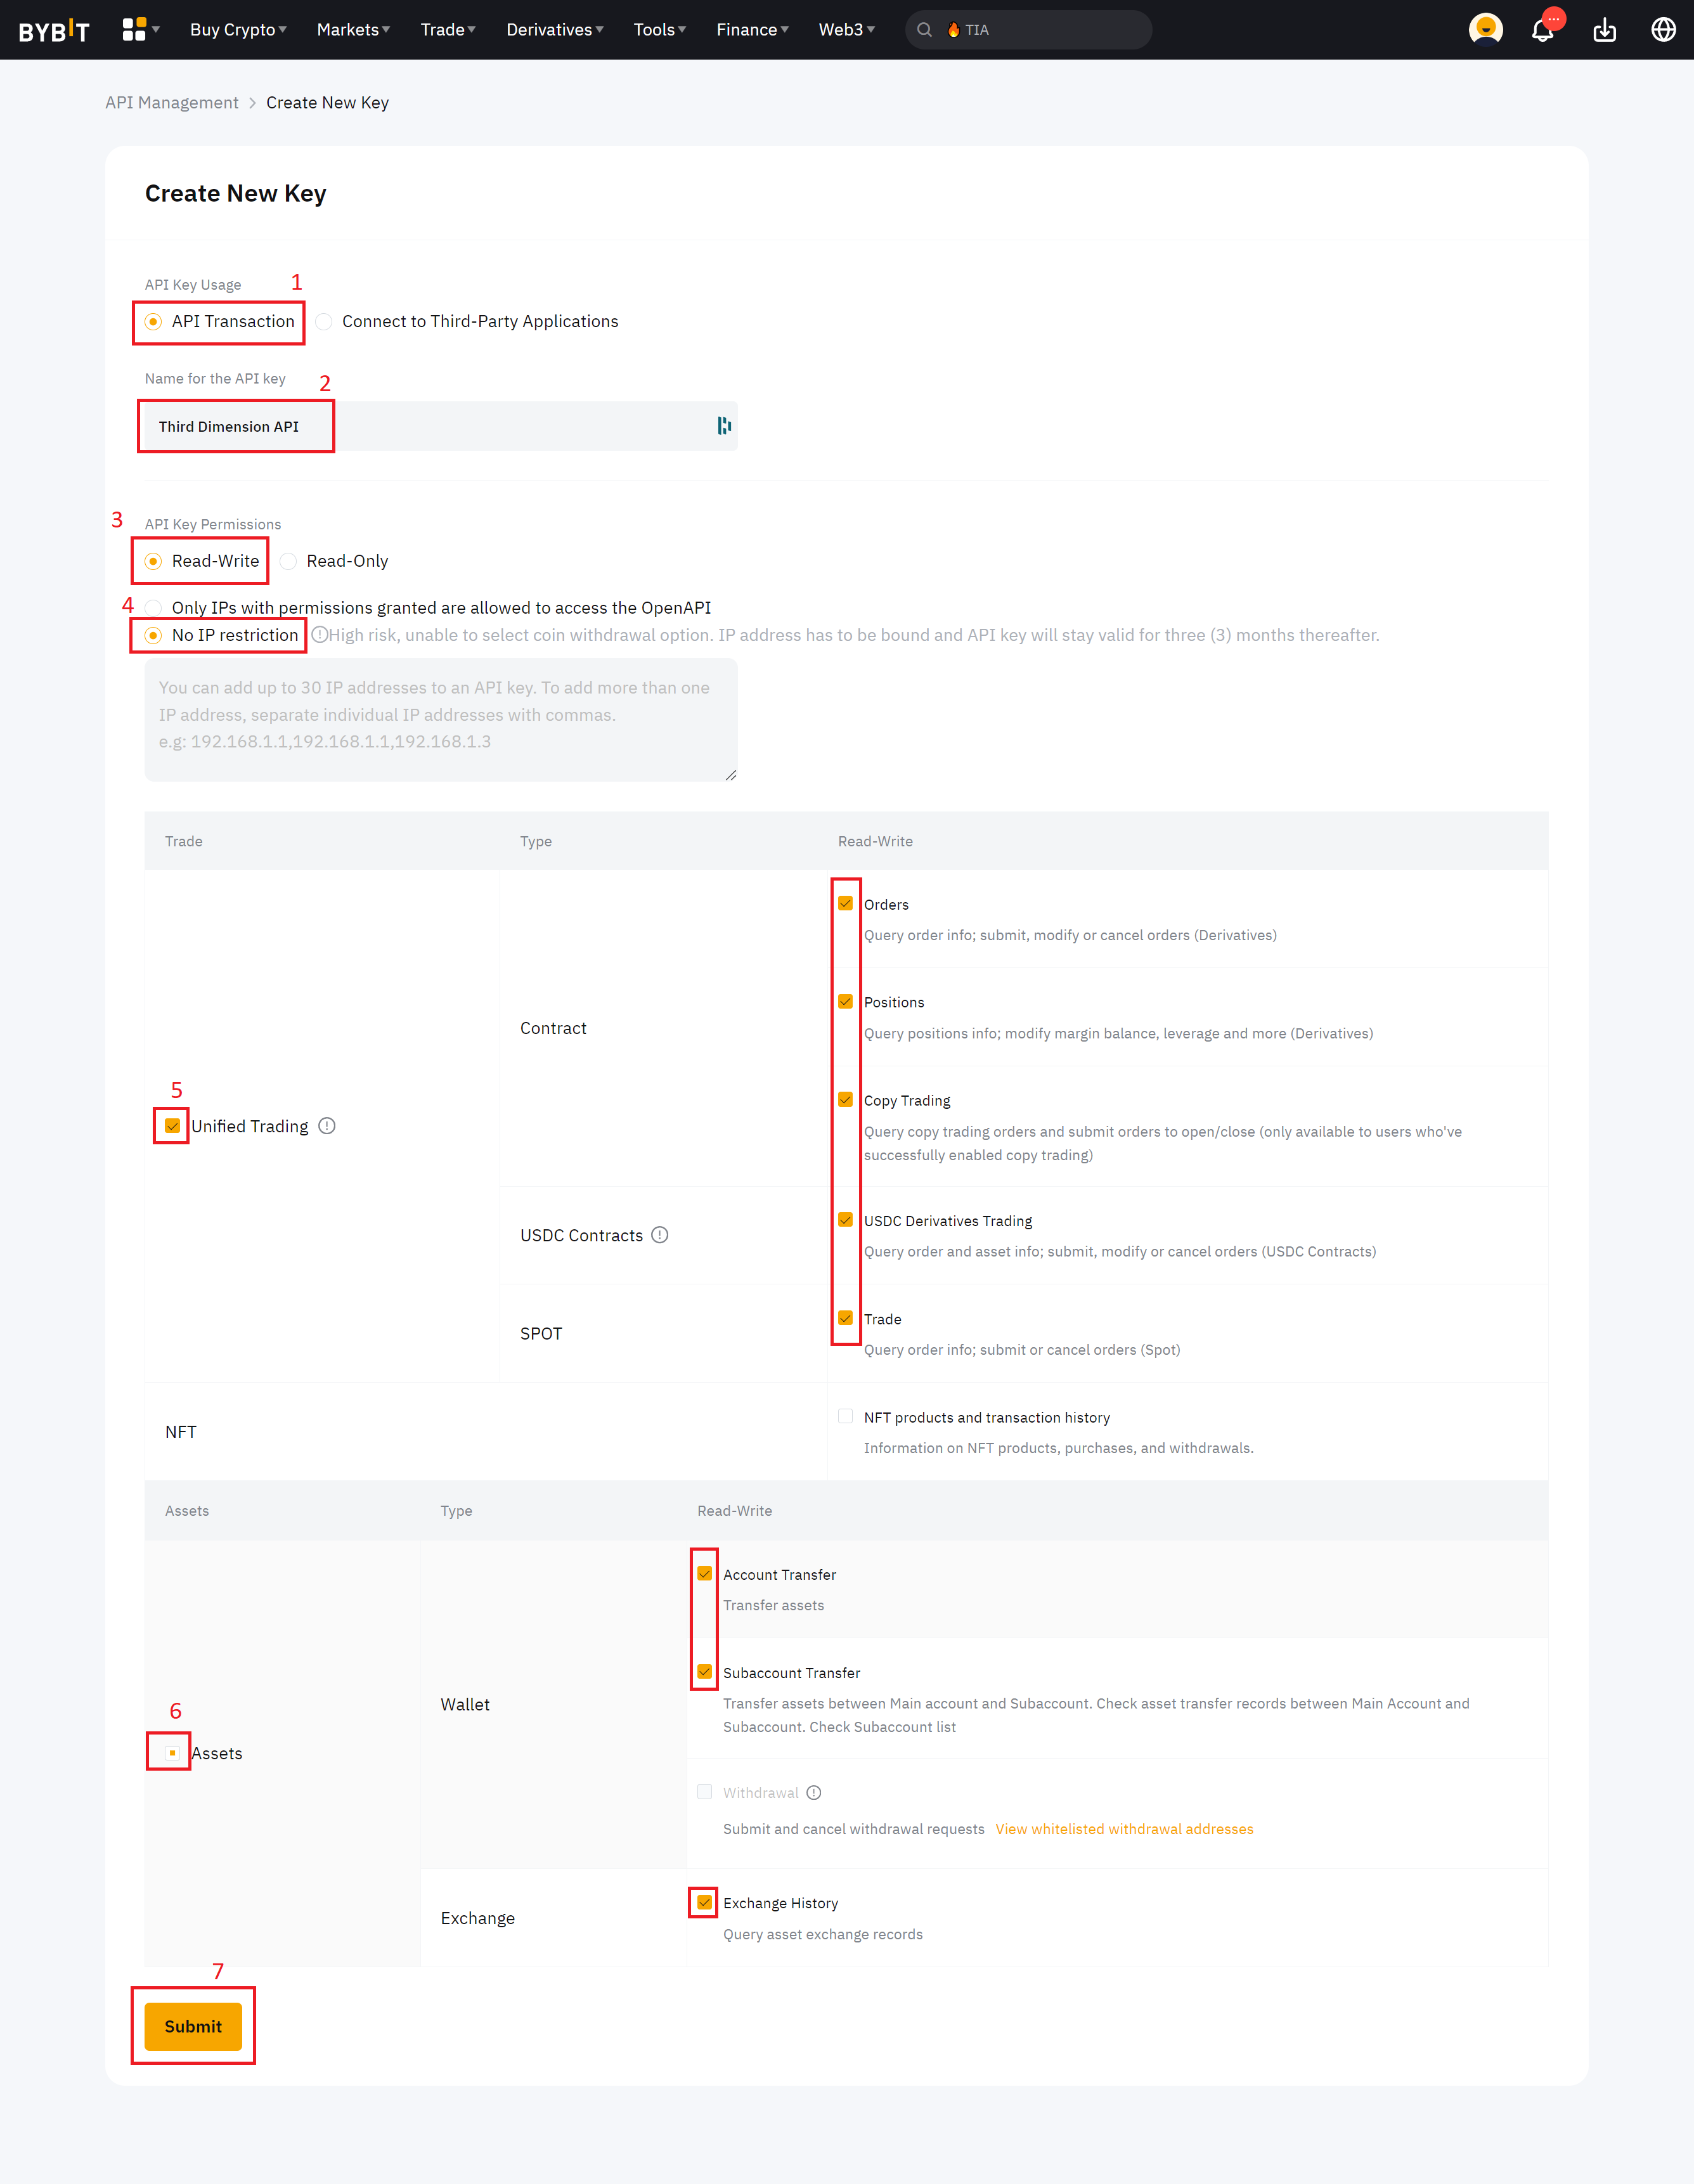 BYBIT Buy Crypto Markets Trade Derivatives Tools Finance Web3 TIA
API Management > Create New Key
Create New Key
API Key Usage 1
API Transaction Connect to Third-Party Applications
Name for the API key 2
Third Dimension API
3 API Key Permissions
Read-Write Read-Only
4 Only IPs with permissions granted are allowed to access the OpenAPI
No IP restriction High risk, unable to select coin withdrawal option. IP address has to be bound and API key will stay valid for three (3) months thereafter.
You can add up to 30 IP addresses to an API key. To add more than one
IP address, separate individual IP addresses with commas.
e.g: 192.168.1.1,192.168.1.1,192.168.1.3
Trade Type Read-Write
Orders
Query order info; submit, modify or cancel orders (Derivatives)
Positions
Contract
Query positions info; modify margin balance, leverage and more (Derivatives)
5
Copy Trading
Unified Trading
Query copy trading orders and submit orders to open/close (only available to users who've
successfully enabled copy trading)
USDC Derivatives Trading
USDC Contracts
Query order and asset info; submit, modify or cancel orders (USDC Contracts)
Trade
SPOT
Query order info; submit or cancel orders (Spot)
NFT products and transaction history
NFT
Information on NFT products, purchases, and withdrawals.
Assets Type Read-Write
Account Transfer
Transfer assets
Subaccount Transfer
Wallet
Transfer assets between Main account and Subaccount. Check asset transfer records between Main Account and
Subaccount. Check Subaccount list
6
Assets
Withdrawal
Submit and cancel withdrawal requests View whitelisted withdrawal addresses
Exchange History
Exchange
Query asset exchange records
7
Submit